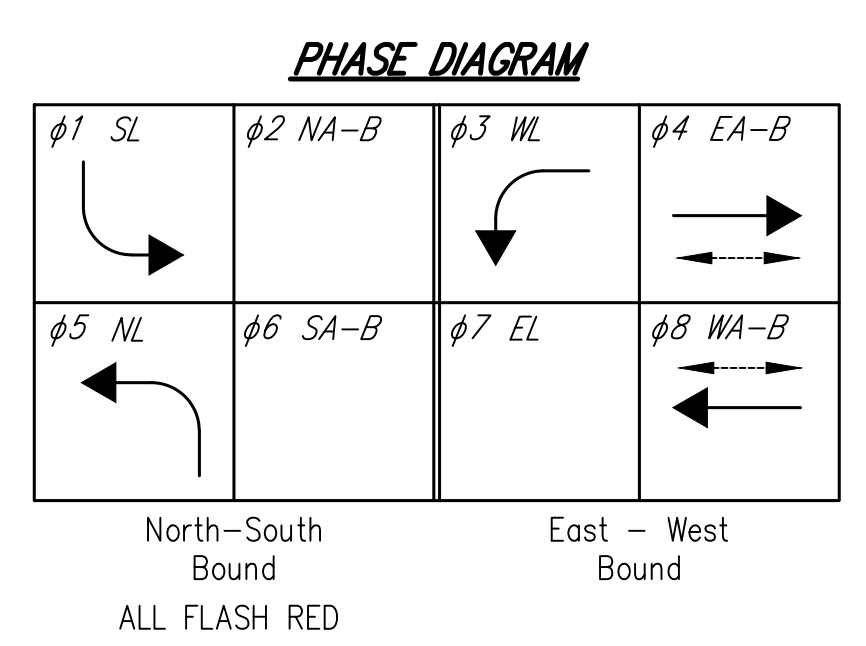 PHASE DIAGRAM
ϕ1 SL
ϕ2 NA-B
ϕ3 WL
ϕ4 EA-B
ϕ5 NL
ϕ6 SA-B
ϕ7 EL
ϕ8 WA-B
North-South
Bound
East - West
Bound
ALL FLASH RED